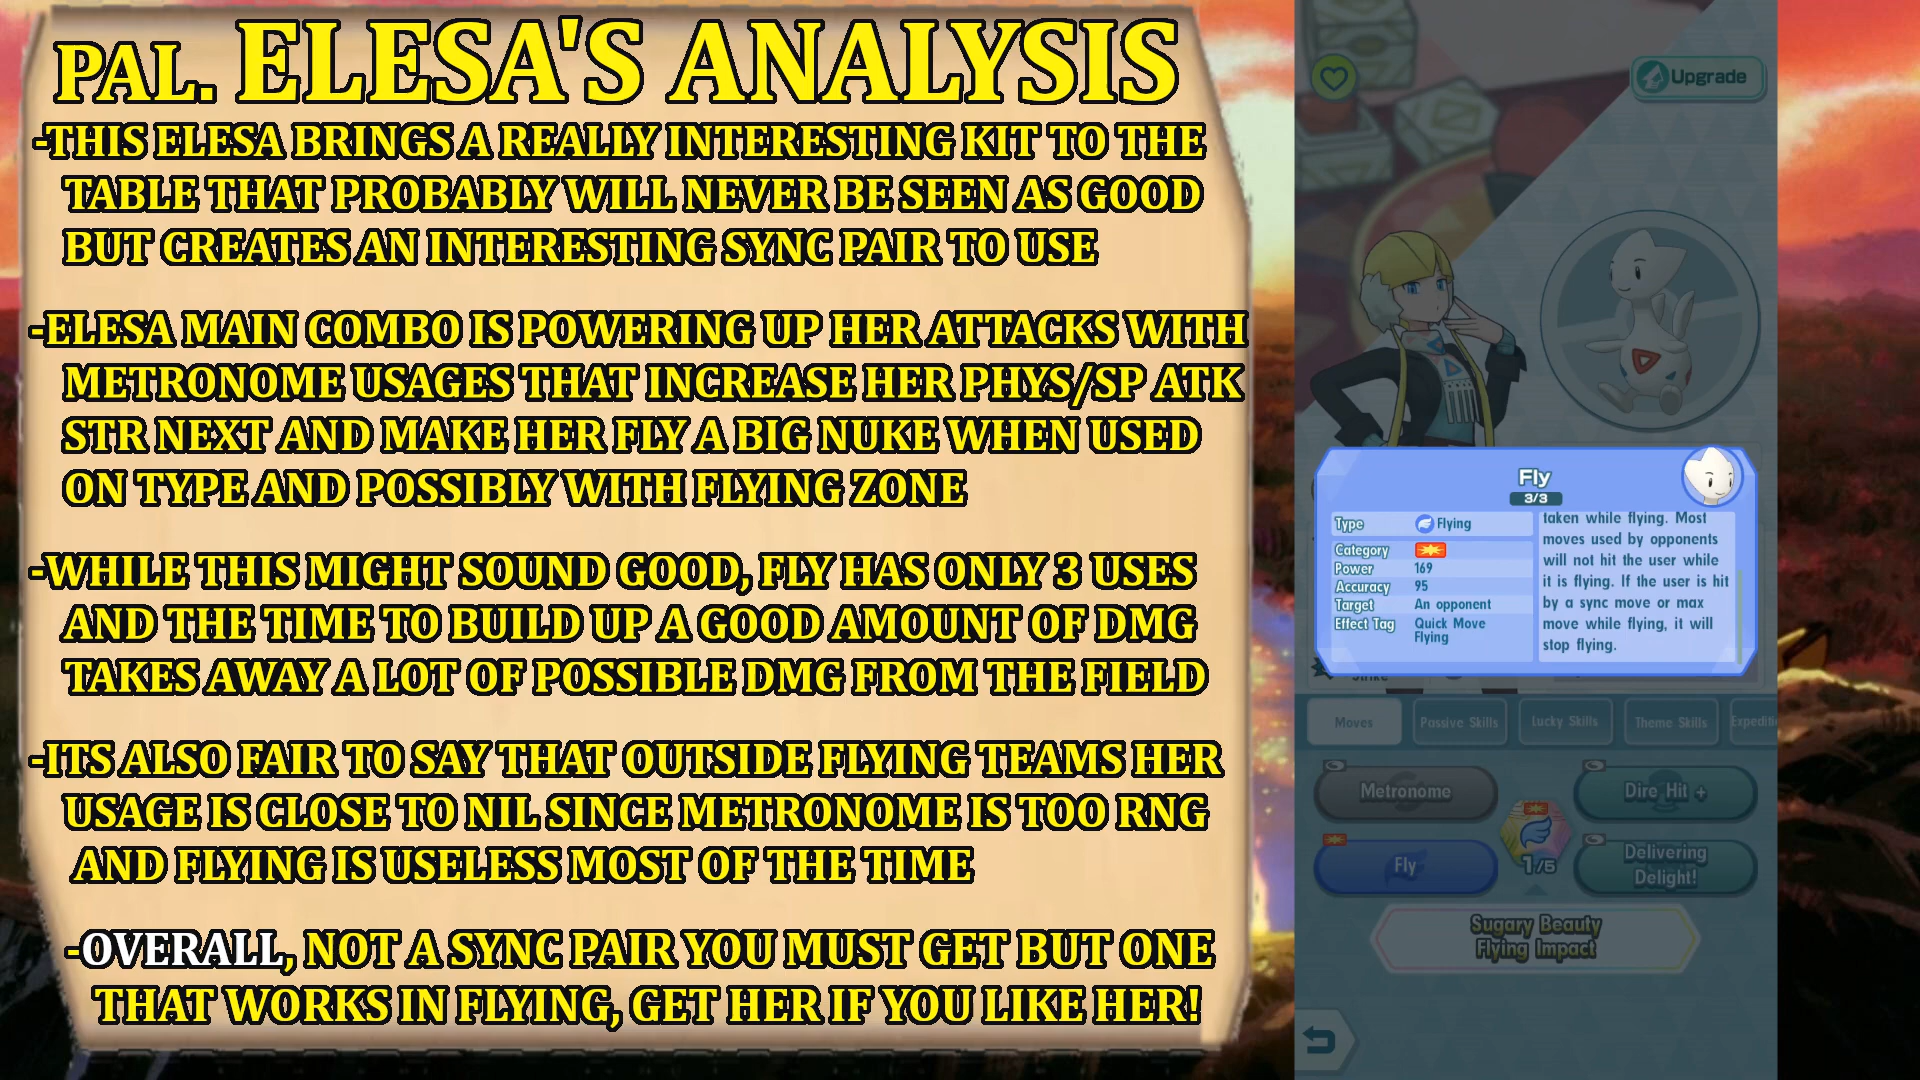 PAL. ELESA'S ANALYSIS
-THIS ELESA BRINGS A REALLY INTERESTING KIT TO THE
TABLE THAT PROBABLY WILL NEVER BE SEEN AS GOOD
BUT CREATES AN INTERESTING SYNC PAIR TO USE
-ELESA MAIN COMBO IS POWERING UP HER ATTACKS WITH
METRONOME USAGES THAT INCREASE HER PHYS/SP ATK
STR NEXT AND MAKE HER FLY A BIG NUKE WHEN USED
ON TYPE AND POSSIBLY WITH FLYING ZONE
-WHILE THIS MIGHT SOUND GOOD, FLY HAS ONLY 3 USES
AND THE TIME TO BUILD UP A GOOD AMOUNT OF DMG
TAKES AWAY A LOT OF POSSIBLE DMG FROM THE FIELD
-ITS ALSO FAIR TO SAY THAT OUTSIDE FLYING TEAMS HER
USAGE IS CLOSE TO NIL SINCE METRONOME IS TOO RNG
AND FLYING IS USELESS MOST OF THE TIME
-OVERALL, NOT A SYNC PAIR YOU MUST GET BUT ONE
THAT WORKS IN FLYING, GET HER IF YOU LIKE HER!
Upgrade
Fly
3/3
Type Flying
Category
Power 169
Accuracy 95
Target An opponent
Effect Tag Quick Move
Flying
taken while flying. Most
moves used by opponents
will not hit the user while
it is flying. If the user is hit
by a sync move or max
move while flying, it will
stop flying.
Strike
Moves
Passive Skills
Lucky Skills
Theme Skills
Metronome
Dire Hit +
Fly
1/5
Delivering
Delight!
Sugary Beauty
Flying Impact